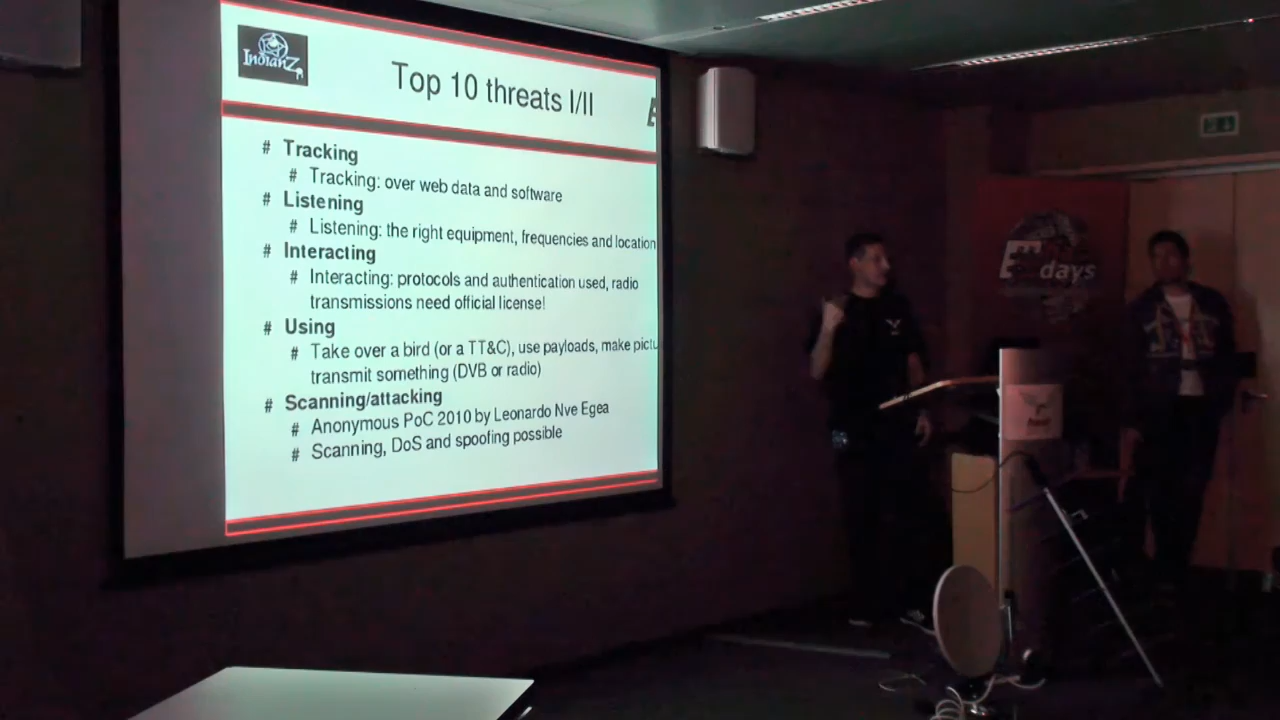 IndianZ
Top 10 threats I/II
# Tracking
# Tracking: over web data and software
# Listening
# Listening: the right equipment, frequencies and location
# Interacting
# Interacting: protocols and authentication used, radio
transmissions need official license!
# Using
# Take over a bird (or a TT&C), use payloads, make pictu
transmit something (DVB or radio)
# Scanning/attacking
# Anonymous PoC 2010 by Leonardo Nve Egea
# Scanning, DoS and spoofing possible
days